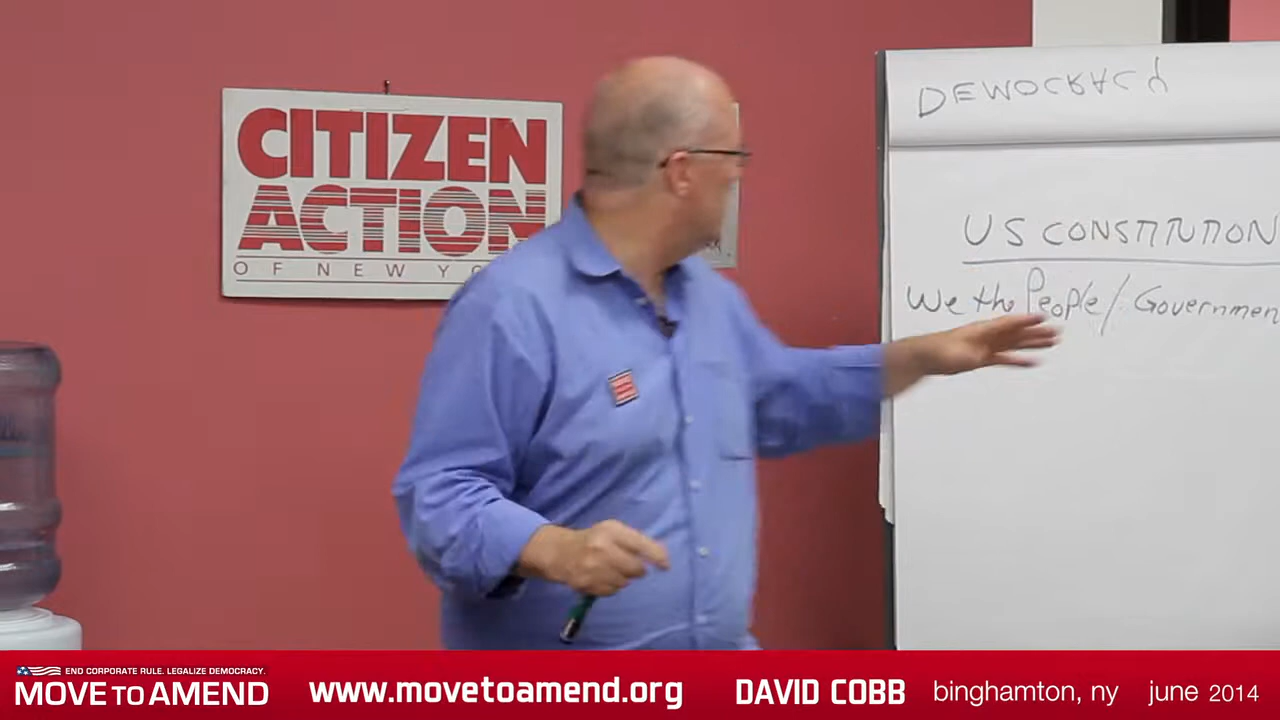 CITIZEN
ACTION
OF NEW YO
DEMOCRACY
US CONSTITUTION
We the People / Governmen
END CORPORATE RULE. LEGALIZE DEMOCRACY.
MOVE TO AMEND
www.movetoamend.org
DAVID COBB
binghamton, ny
june 2014